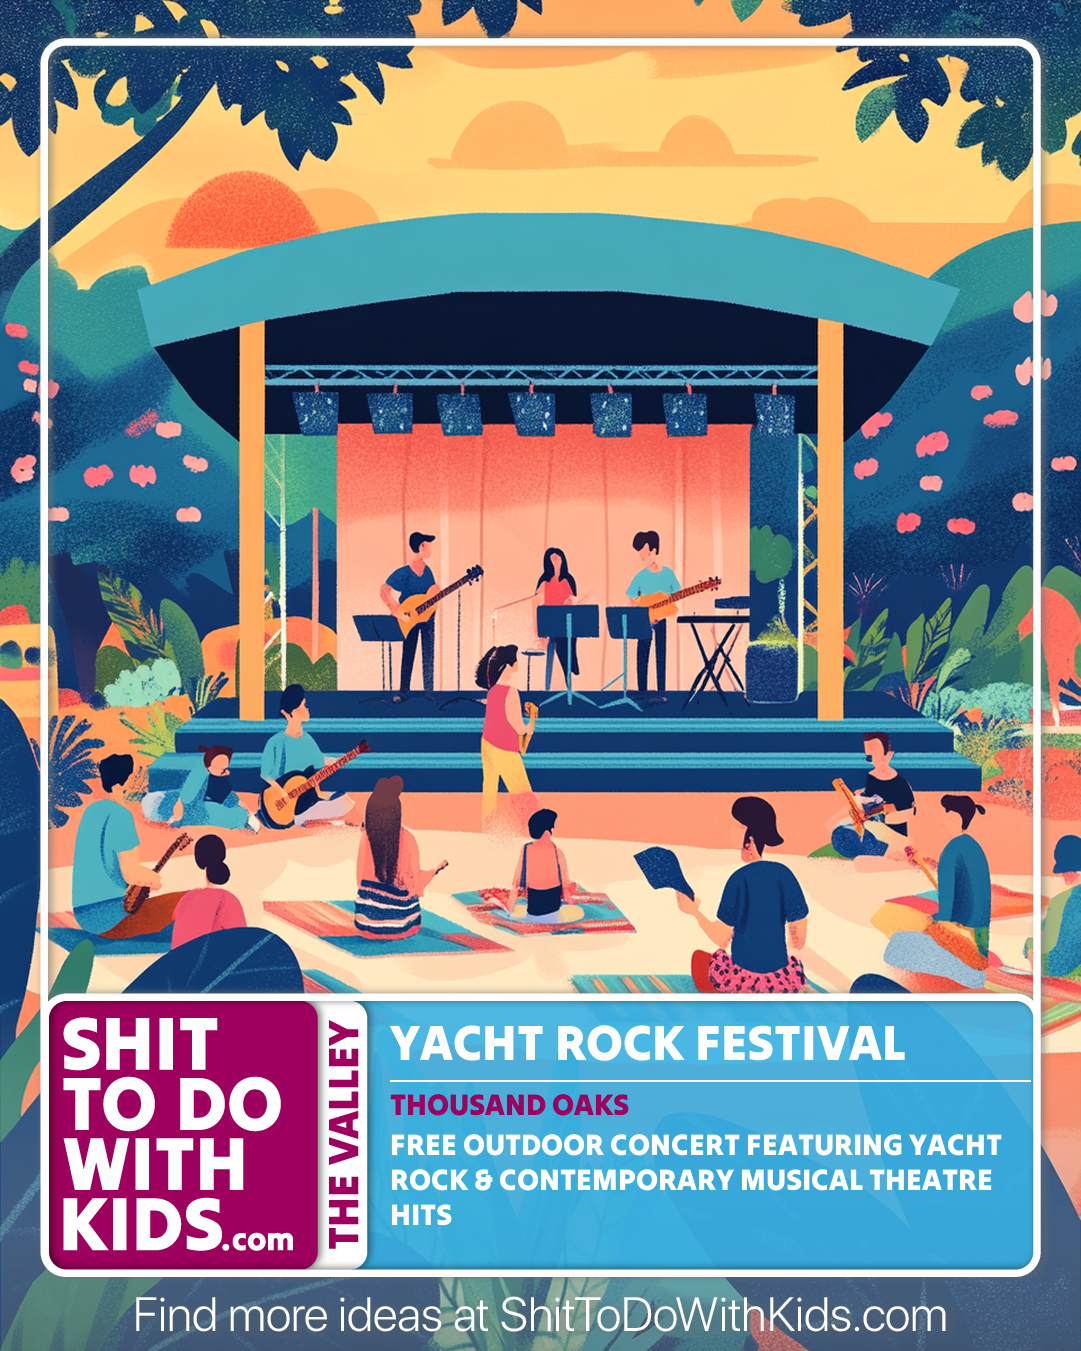 SHIT
TO DO
WITH
KIDS.com
THE VALLEY
YACHT ROCK FESTIVAL
THOUSAND OAKS
FREE OUTDOOR CONCERT FEATURING YACHT
ROCK & CONTEMPORARY MUSICAL THEATRE
HITS
Find more ideas at ShitToDoWithKids.com